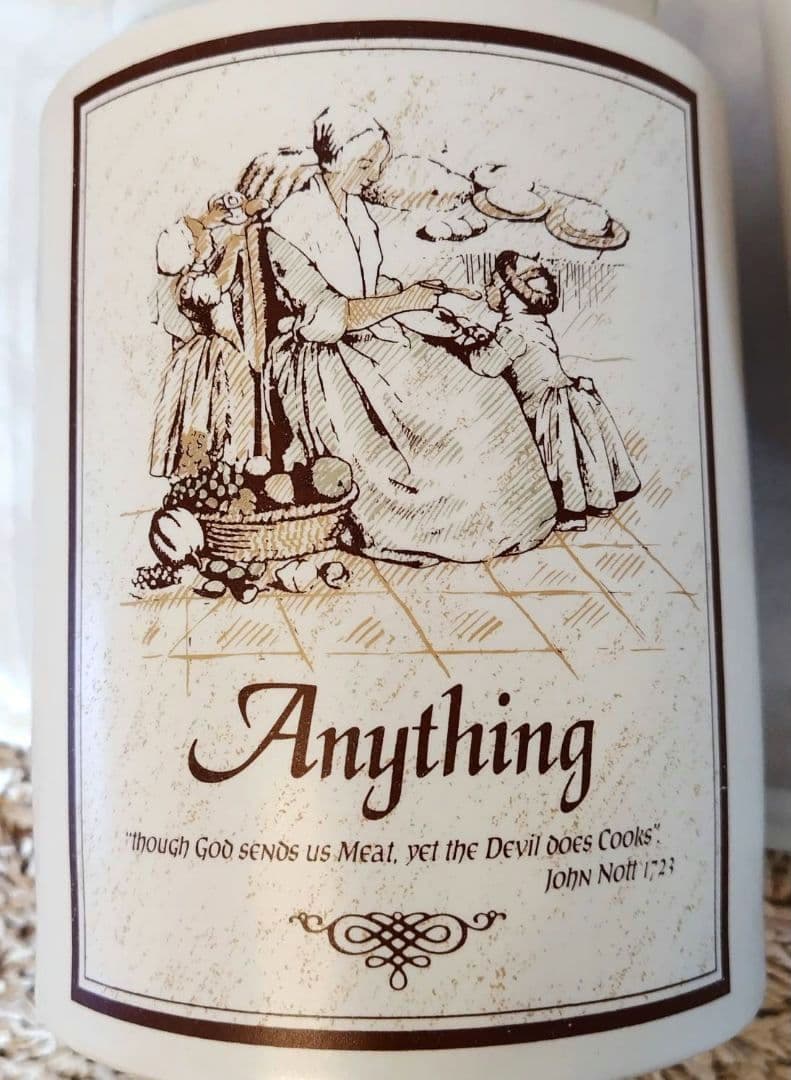 Anything
"though God sends us Meat, yet the Devil does Cooks".
John Nott 1723